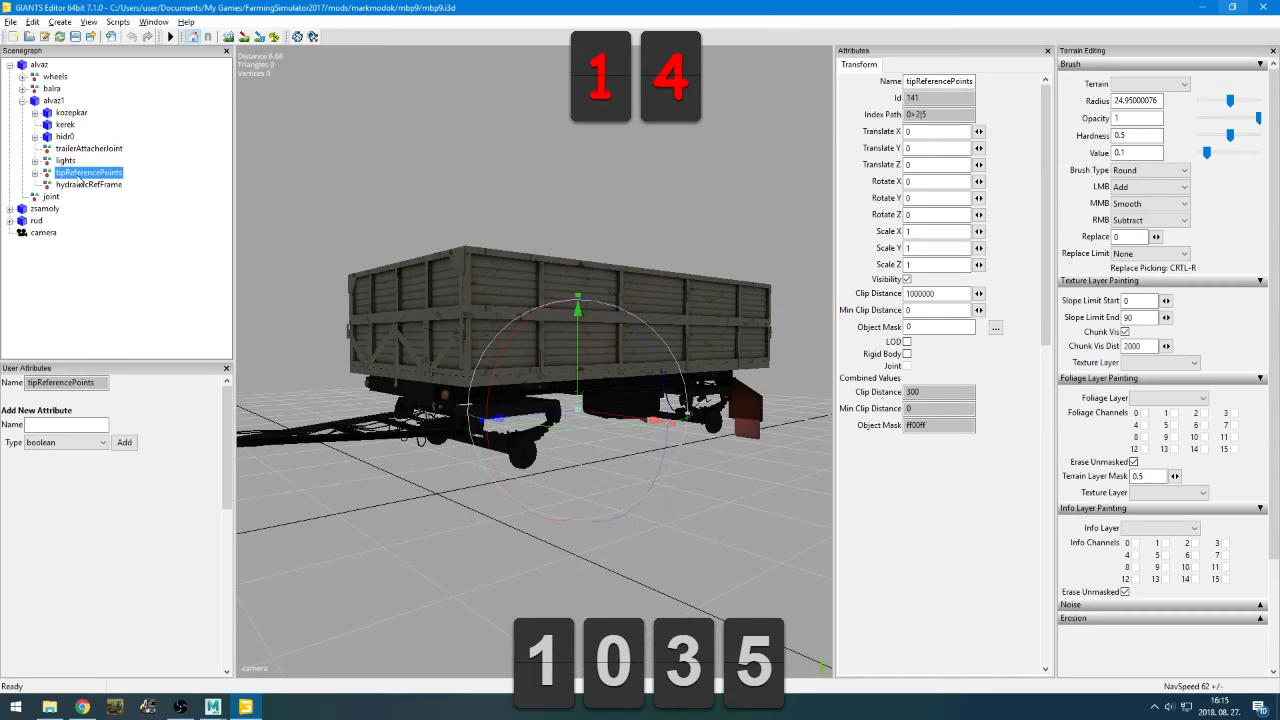 GIANTS Editor 64bit 7.1.0 - C:/Users/user/Documents/My Games/FarmingSimulator2017/mods/markmodok/mbp9/mbp9.i3d
File Edit Create View Scripts Window Help
Scenegraph
alvaz
wheels
balra
alvaz1
kozepkar
kerek
hidr0
trailerAttacherJoint
lights
tipReferencePoints
hydraulicRefFrame
joint
zsamoly
rud
camera
User Attributes
Name tipReferencePoints
Add New Attribute
Name
Type boolean Add
Distance 6.68
Triangles 0
Vertices 0
1 4
camera
1 0 3 5
Attributes
Transform
Name tipReferencePoints
Id 141
Index Path 0>2|5
Translate X 0
Translate Y 0
Translate Z 0
Rotate X 0
Rotate Y 0
Rotate Z 0
Scale X 1
Scale Y 1
Scale Z 1
Visibility
Clip Distance 1000000
Min Clip Distance 0
Object Mask 0 ...
LOD
Rigid Body
Joint
Combined Values
Clip Distance 300
Min Clip Distance 0
Object Mask ff00ff
Terrain Editing
Brush
Terrain
Radius 24.95000076
Opacity 1
Hardness 0.5
Value 0.1
Brush Type Round
LMB Add
MMB Smooth
RMB Subtract
Replace 0
Replace Limit None
Replace Picking: CRTL-R
Texture Layer Painting
Slope Limit Start 0
Slope Limit End 90
Chunk Vis
Chunk Vis Dist 2000
Texture Layer
Foliage Layer Painting
Foliage Layer
Foliage Channels 0 1 2 3
4 5 6 7
8 9 10 11
12 13 14 15
Erase Unmasked
Terrain Layer Mask 0.5
Texture Layer
Info Layer Painting
Info Layer
Info Channels 0 1 2 3
4 5 6 7
8 9 10 11
12 13 14 15
Erase Unmasked
Noise
Erosion
Ready
NavSpeed 62 +/-
16:15
2018. 08. 27.
10